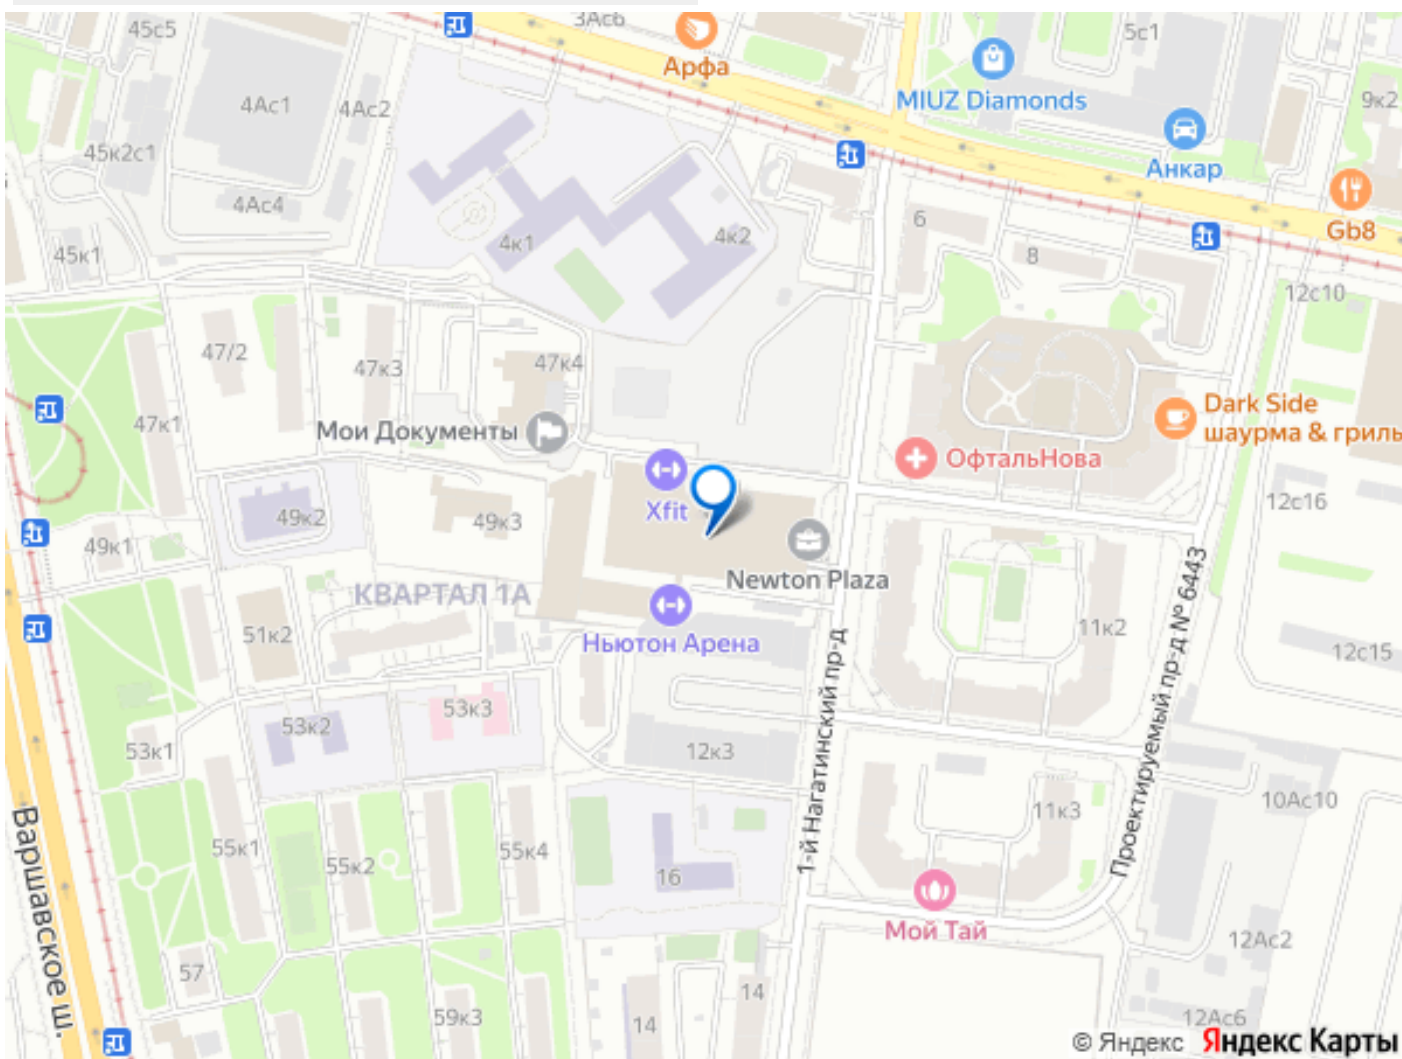 45с5
3Ас6
5с1
Арфа
MIUZ Diamonds
4Ас1
4Ас2
9к2
45к2с1
Анкар
4Ас4
6
Gb8
4к1
4к2
45к1
8
12с10
47/2
47к3
47к4
47к1
Мои Документы
Dark Side
шаурма & гриль
ОфтальНова
Xfit
12с16
49к2
49к3
49к1
Newton Plaza
КВАРТАЛ 1А
51к2
Ньютон Арена
11к2
12с15
Проектируемый пр-д № 6443
1-й Нагатинский пр-д
53к3
53к2
53к1
12к3
10Ас10
11к3
Варшавское ш.
55к1
55к2
55к4
16
Мой Тай
12Ас2
57
14
59к3
14
12Ас6
© Яндекс Яндекс Карты